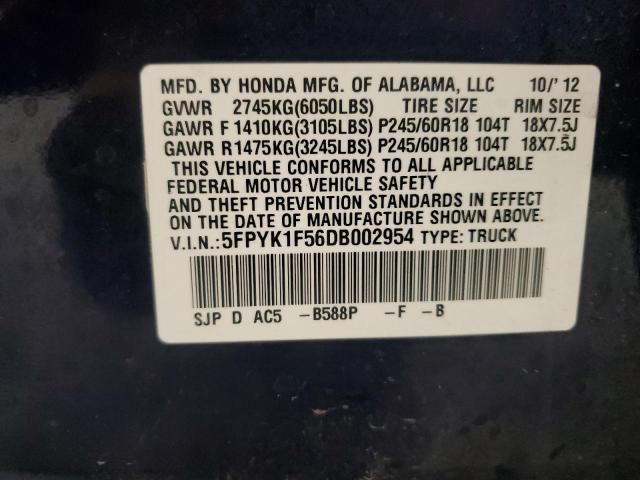 MFD. BY HONDA MFG. OF ALABAMA, LLC 10/'12
GVWR 2745KG(6050LBS) TIRE SIZE RIM SIZE
GAWR F 1410KG(3105LBS) P245/60R18 104T 18X7.5J
GAWR R1475KG(3245LBS) P245/60R18 104T 18X7.5J
THIS VEHICLE CONFORMS TO ALL APPLICABLE
FEDERAL MOTOR VEHICLE SAFETY
AND THEFT PREVENTION STANDARDS IN EFFECT
ON THE DATE OF MANUFACTURE SHOWN ABOVE.
V.I.N.:5FPYK1F56DB002954 TYPE: TRUCK
SJP D AC5 -B588P -F -B